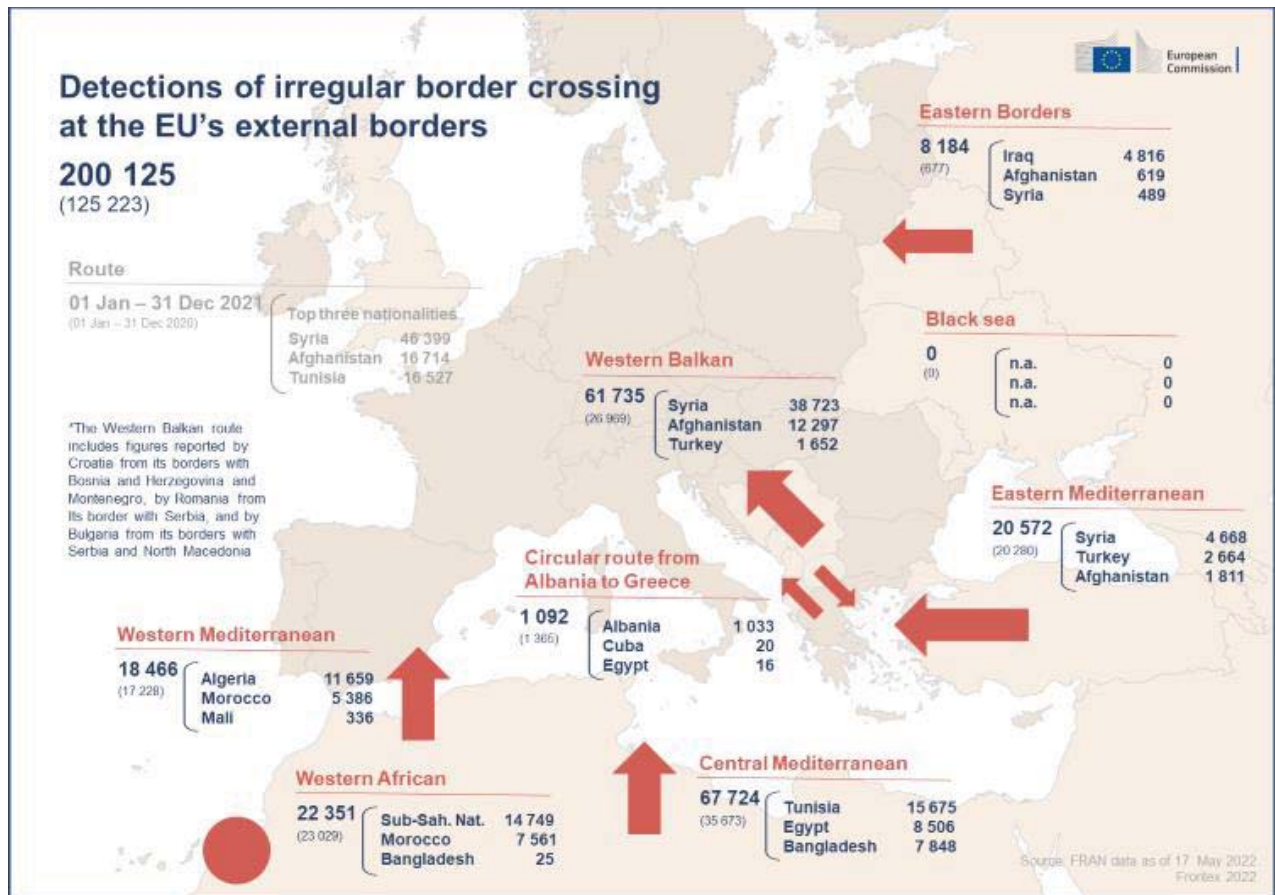 European
Commission
Detections of irregular border crossing
at the EU's external borders
200 125
(125 223)
Route
01 Jan – 31 Dec 2021
(01 Jan – 31 Dec 2020)
Top three nationalities
Syria 46 399
Afghanistan 16 714
Tunisia 16 527
*The Western Balkan route
includes figures reported by
Croatia from its borders with
Bosnia and Herzegovina and
Montenegro, by Romania from
Its border with Serbia, and by
Bulgaria from its borders with
Serbia and North Macedonia
Eastern Borders
8 184
(677)
Iraq 4 816
Afghanistan 619
Syria 489
Black sea
0
(0)
n.a. 0
n.a. 0
n.a. 0
Western Balkan
61 735
(26 969)
Syria 38 723
Afghanistan 12 297
Turkey 1 652
Eastern Mediterranean
20 572
(20 280)
Syria 4 668
Turkey 2 664
Afghanistan 1 811
Circular route from
Albania to Greece
1 092
(1 365)
Albania 1 033
Cuba 20
Egypt 16
Western Mediterranean
18 466
(17 228)
Algeria 11 659
Morocco 5 386
Mali 336
Western African
22 351
(23 029)
Sub-Sah. Nat. 14 749
Morocco 7 561
Bangladesh 25
Central Mediterranean
67 724
(35 673)
Tunisia 15 675
Egypt 8 506
Bangladesh 7 848
Source: FRAN data as of 17. May 2022
Frontex 2022